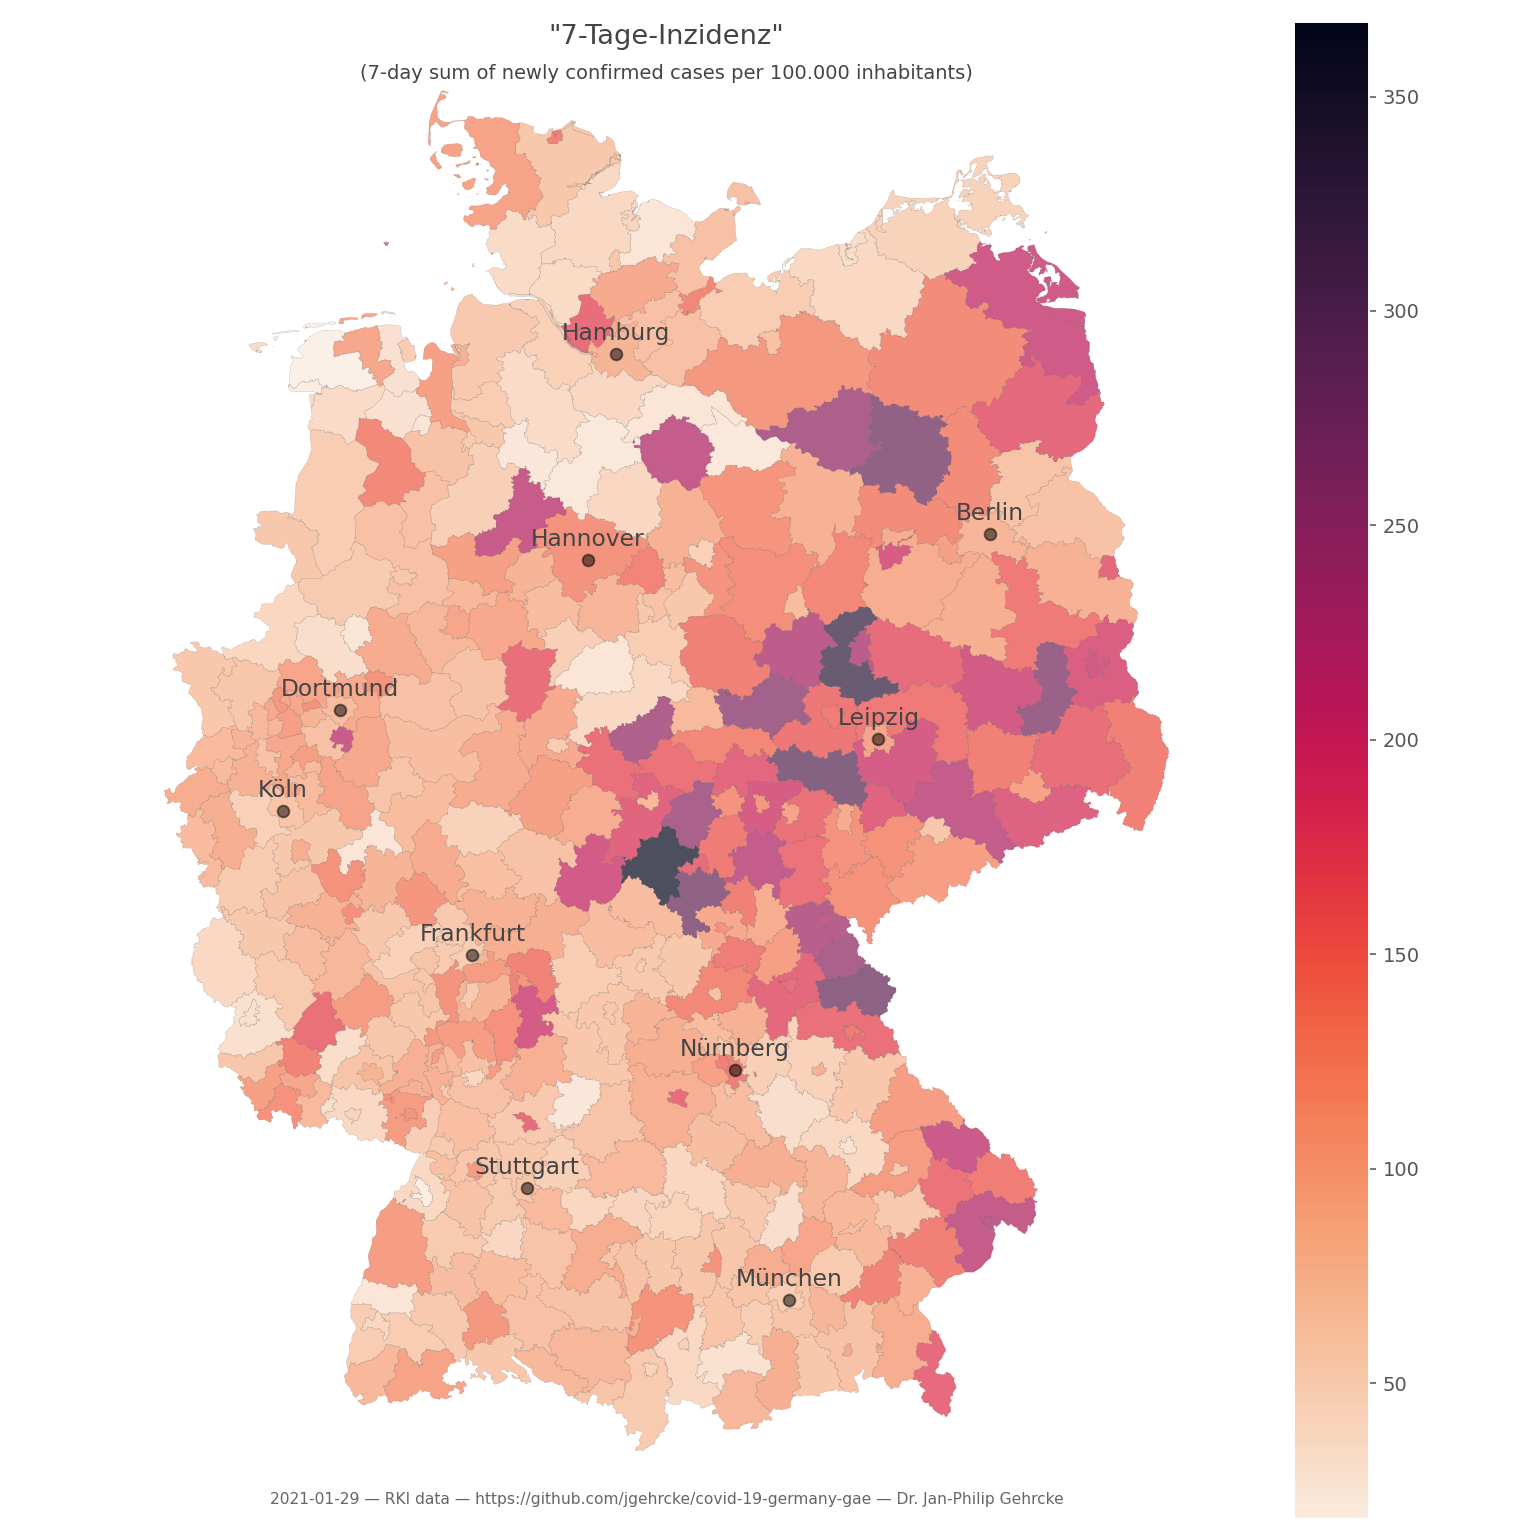 "7-Tage-Inzidenz"
(7-day sum of newly confirmed cases per 100.000 inhabitants)
350
300
250
200
150
100
50
Hamburg
Berlin
Hannover
Dortmund
Leipzig
Köln
Frankfurt
Nürnberg
Stuttgart
München
2021-01-29 — RKI data — https://github.com/jgehrcke/covid-19-germany-gae — Dr. Jan-Philip Gehrcke